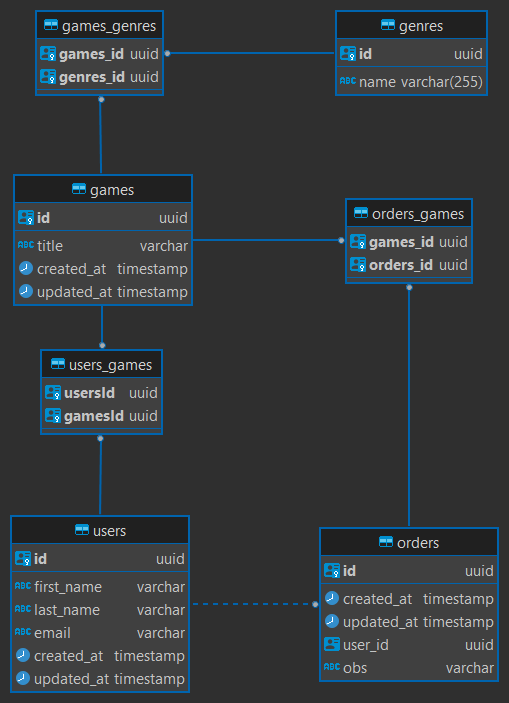 games_genres
games_id uuid
genres_id uuid
genres
id uuid
ABC name varchar(255)
games
id uuid
ABC title varchar
created_at timestamp
updated_at timestamp
orders_games
games_id uuid
orders_id uuid
users_games
usersId uuid
gamesId uuid
users
id uuid
ABC first_name varchar
ABC last_name varchar
ABC email varchar
created_at timestamp
updated_at timestamp
orders
id uuid
created_at timestamp
updated_at timestamp
user_id uuid
ABC obs varchar